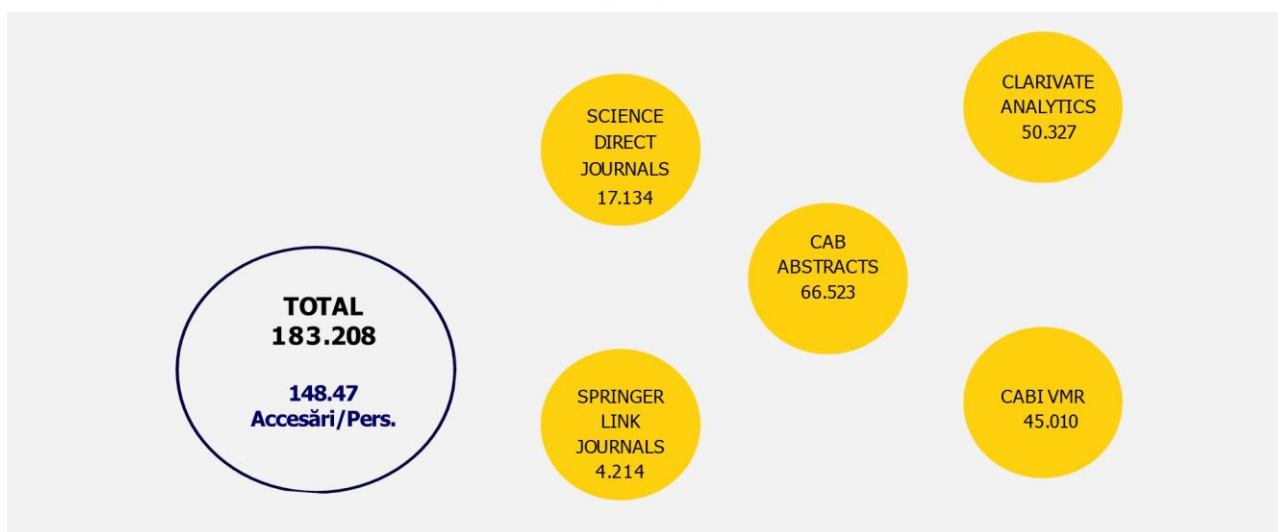 TOTAL
183.208
148.47
Accesări/Pers.
SCIENCE
DIRECT
JOURNALS
17.134
SPRINGER
LINK
JOURNALS
4.214
CAB
ABSTRACTS
66.523
CLARIVATE
ANALYTICS
50.327
CABI VMR
45.010